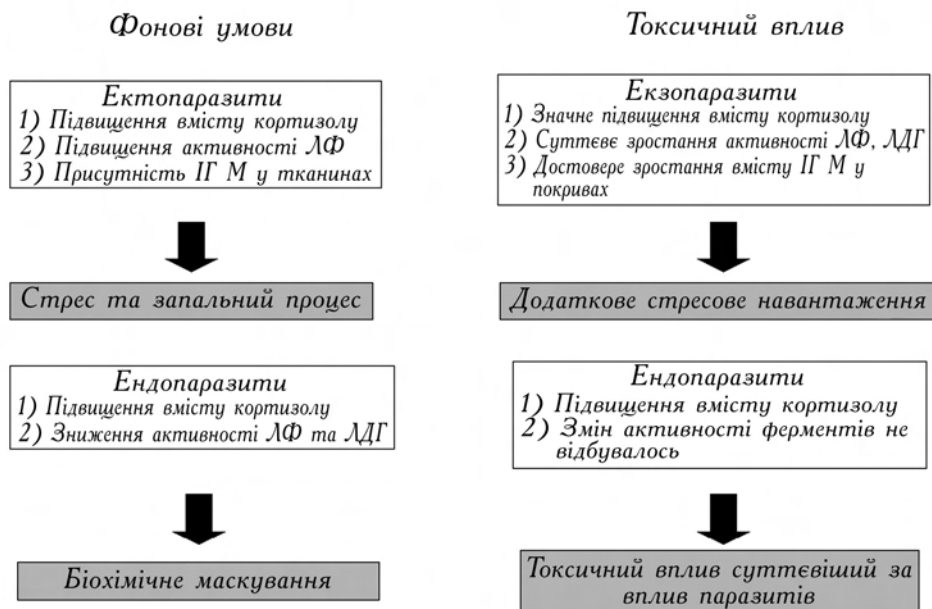 Фонові умови
Ектопаразити
1) Підвищення вмісту кортизолу
2) Підвищення активності ЛФ
3) Присутність ІГ М у тканинах
Стрес та запальний процес
Ендопаразити
1) Підвищення вмісту кортизолу
2) Зниження активності ЛФ та ЛДГ
Біохімічне маскування
Токсичний вплив
Екзопаразити
1) Значне підвищення вмісту кортизолу
2) Суттєвє зростання активності ЛФ, ЛДГ
3) Достовере зростання вмісту ІГ М у
покривах
Додаткове стресове навантаження
Ендопаразити
1) Підвищення вмісту кортизолу
2) Змін активності ферментів не
відбувалось
Токсичний вплив суттєвіший за
вплив паразитів